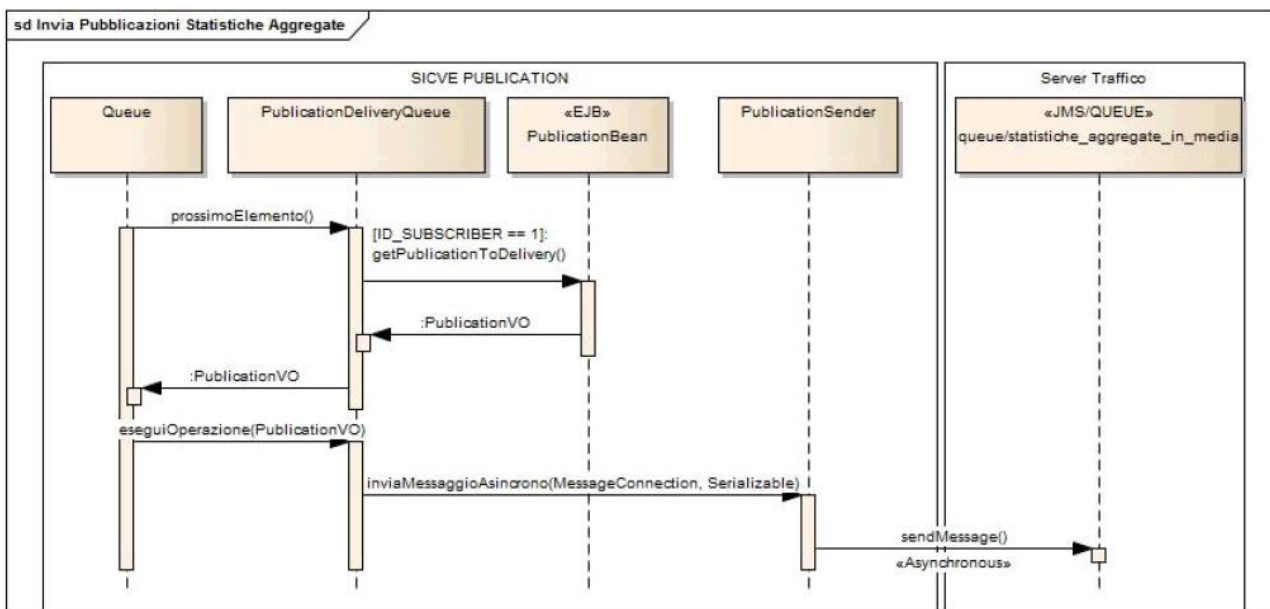 sd Invia Pubblicazioni Statistiche Aggregate
SICVE PUBLICATION
Server Traffico
Queue
PublicationDeliveryQueue
«EJB»
PublicationBean
PublicationSender
«JMS/QUEUE»
queue/statistiche_aggregate_in_media
prossimoElemento()
[ID_SUBSCRIBER == 1]:
getPublicationToDelivery()
:PublicationVO
:PublicationVO
eseguiOperazione(PublicationVO)
inviaMessaggioAsincrono(MessageConnection, Serializable)
sendMessage()
«Asynchronous»